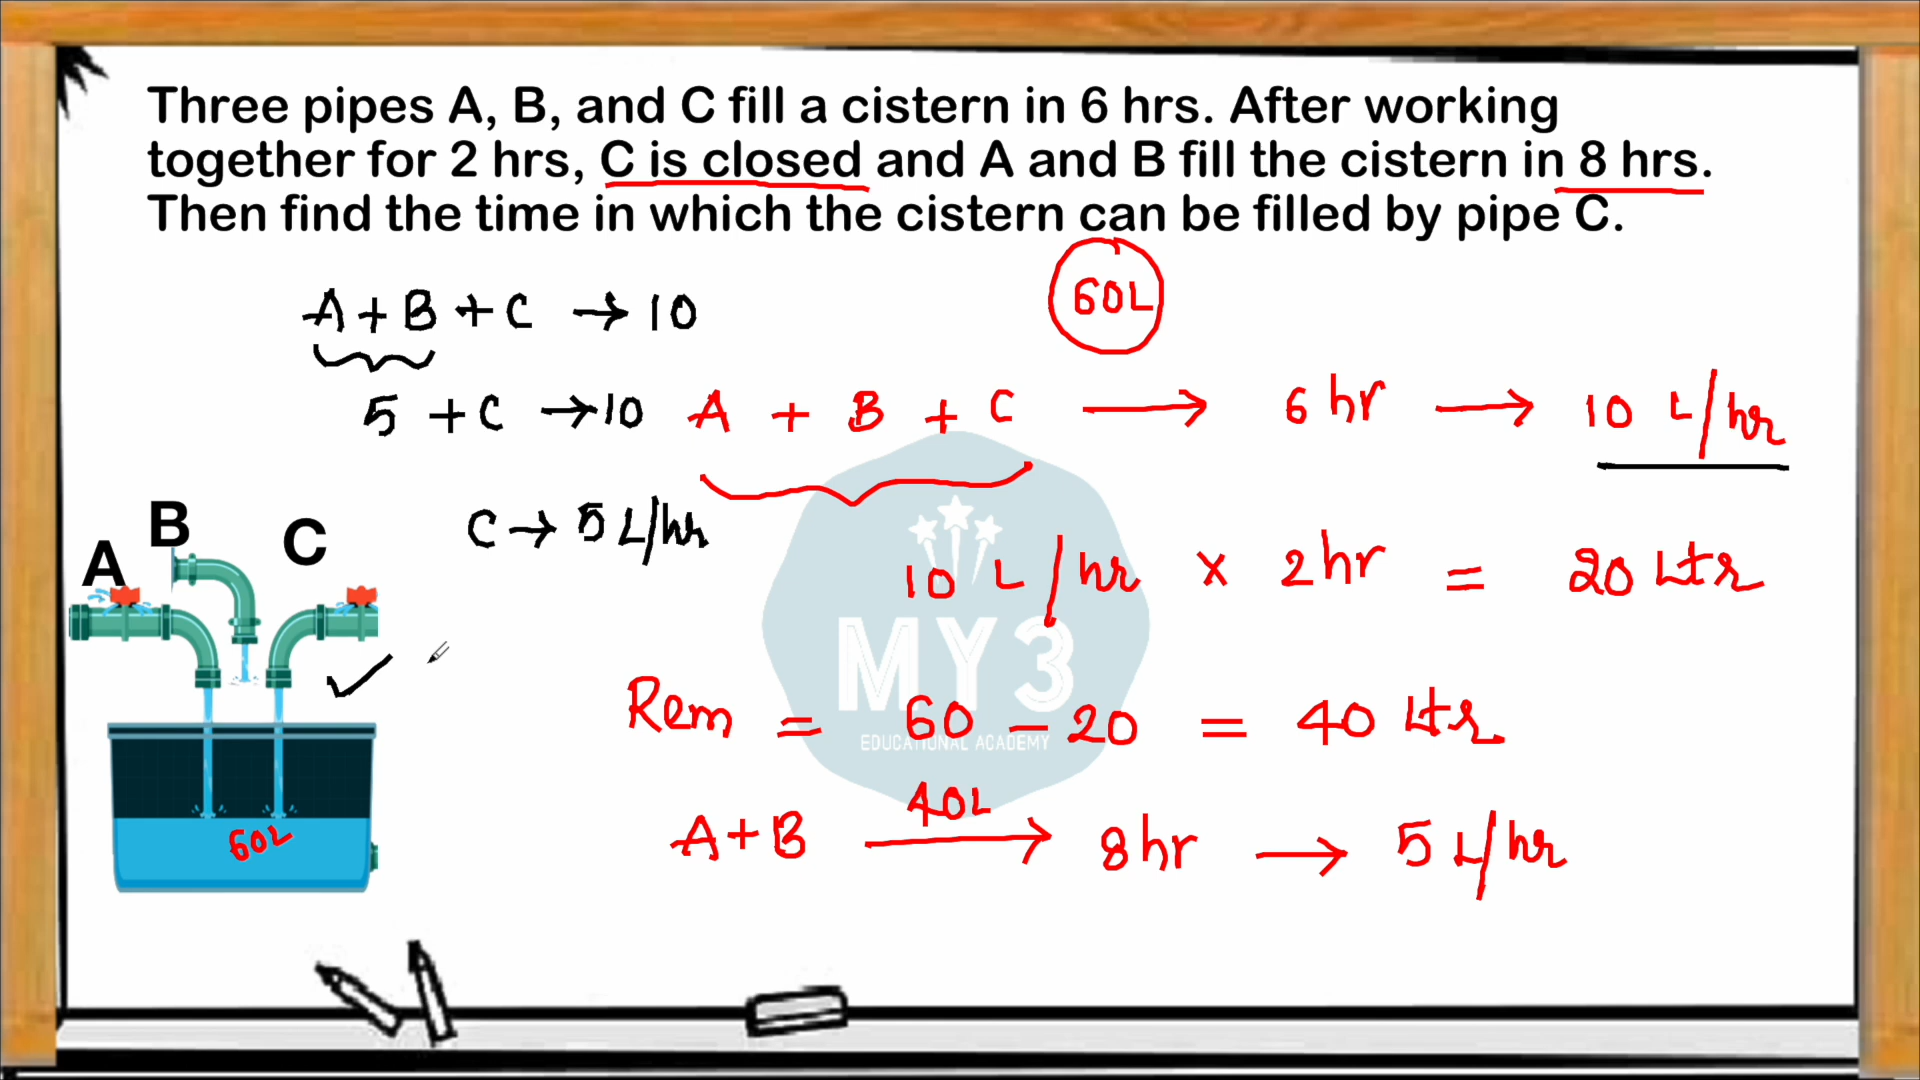 Three pipes A, B, and C fill a cistern in 6 hrs. After working
together for 2 hrs, C is closed and A and B fill the cistern in 8 hrs.
Then find the time in which the cistern can be filled by pipe C.
60L
A + B + C → 10
5 + C → 10
A + B + C → 6 hr → 10 L/hr
C → 5 L/hr
10 L/hr × 2 hr = 20 Ltr
A
B
C
MY3
EDUCATIONAL ACADEMY
Rem = 60 - 20 = 40 Ltr
40L
A+B → 8 hr → 5 L/hr
60L